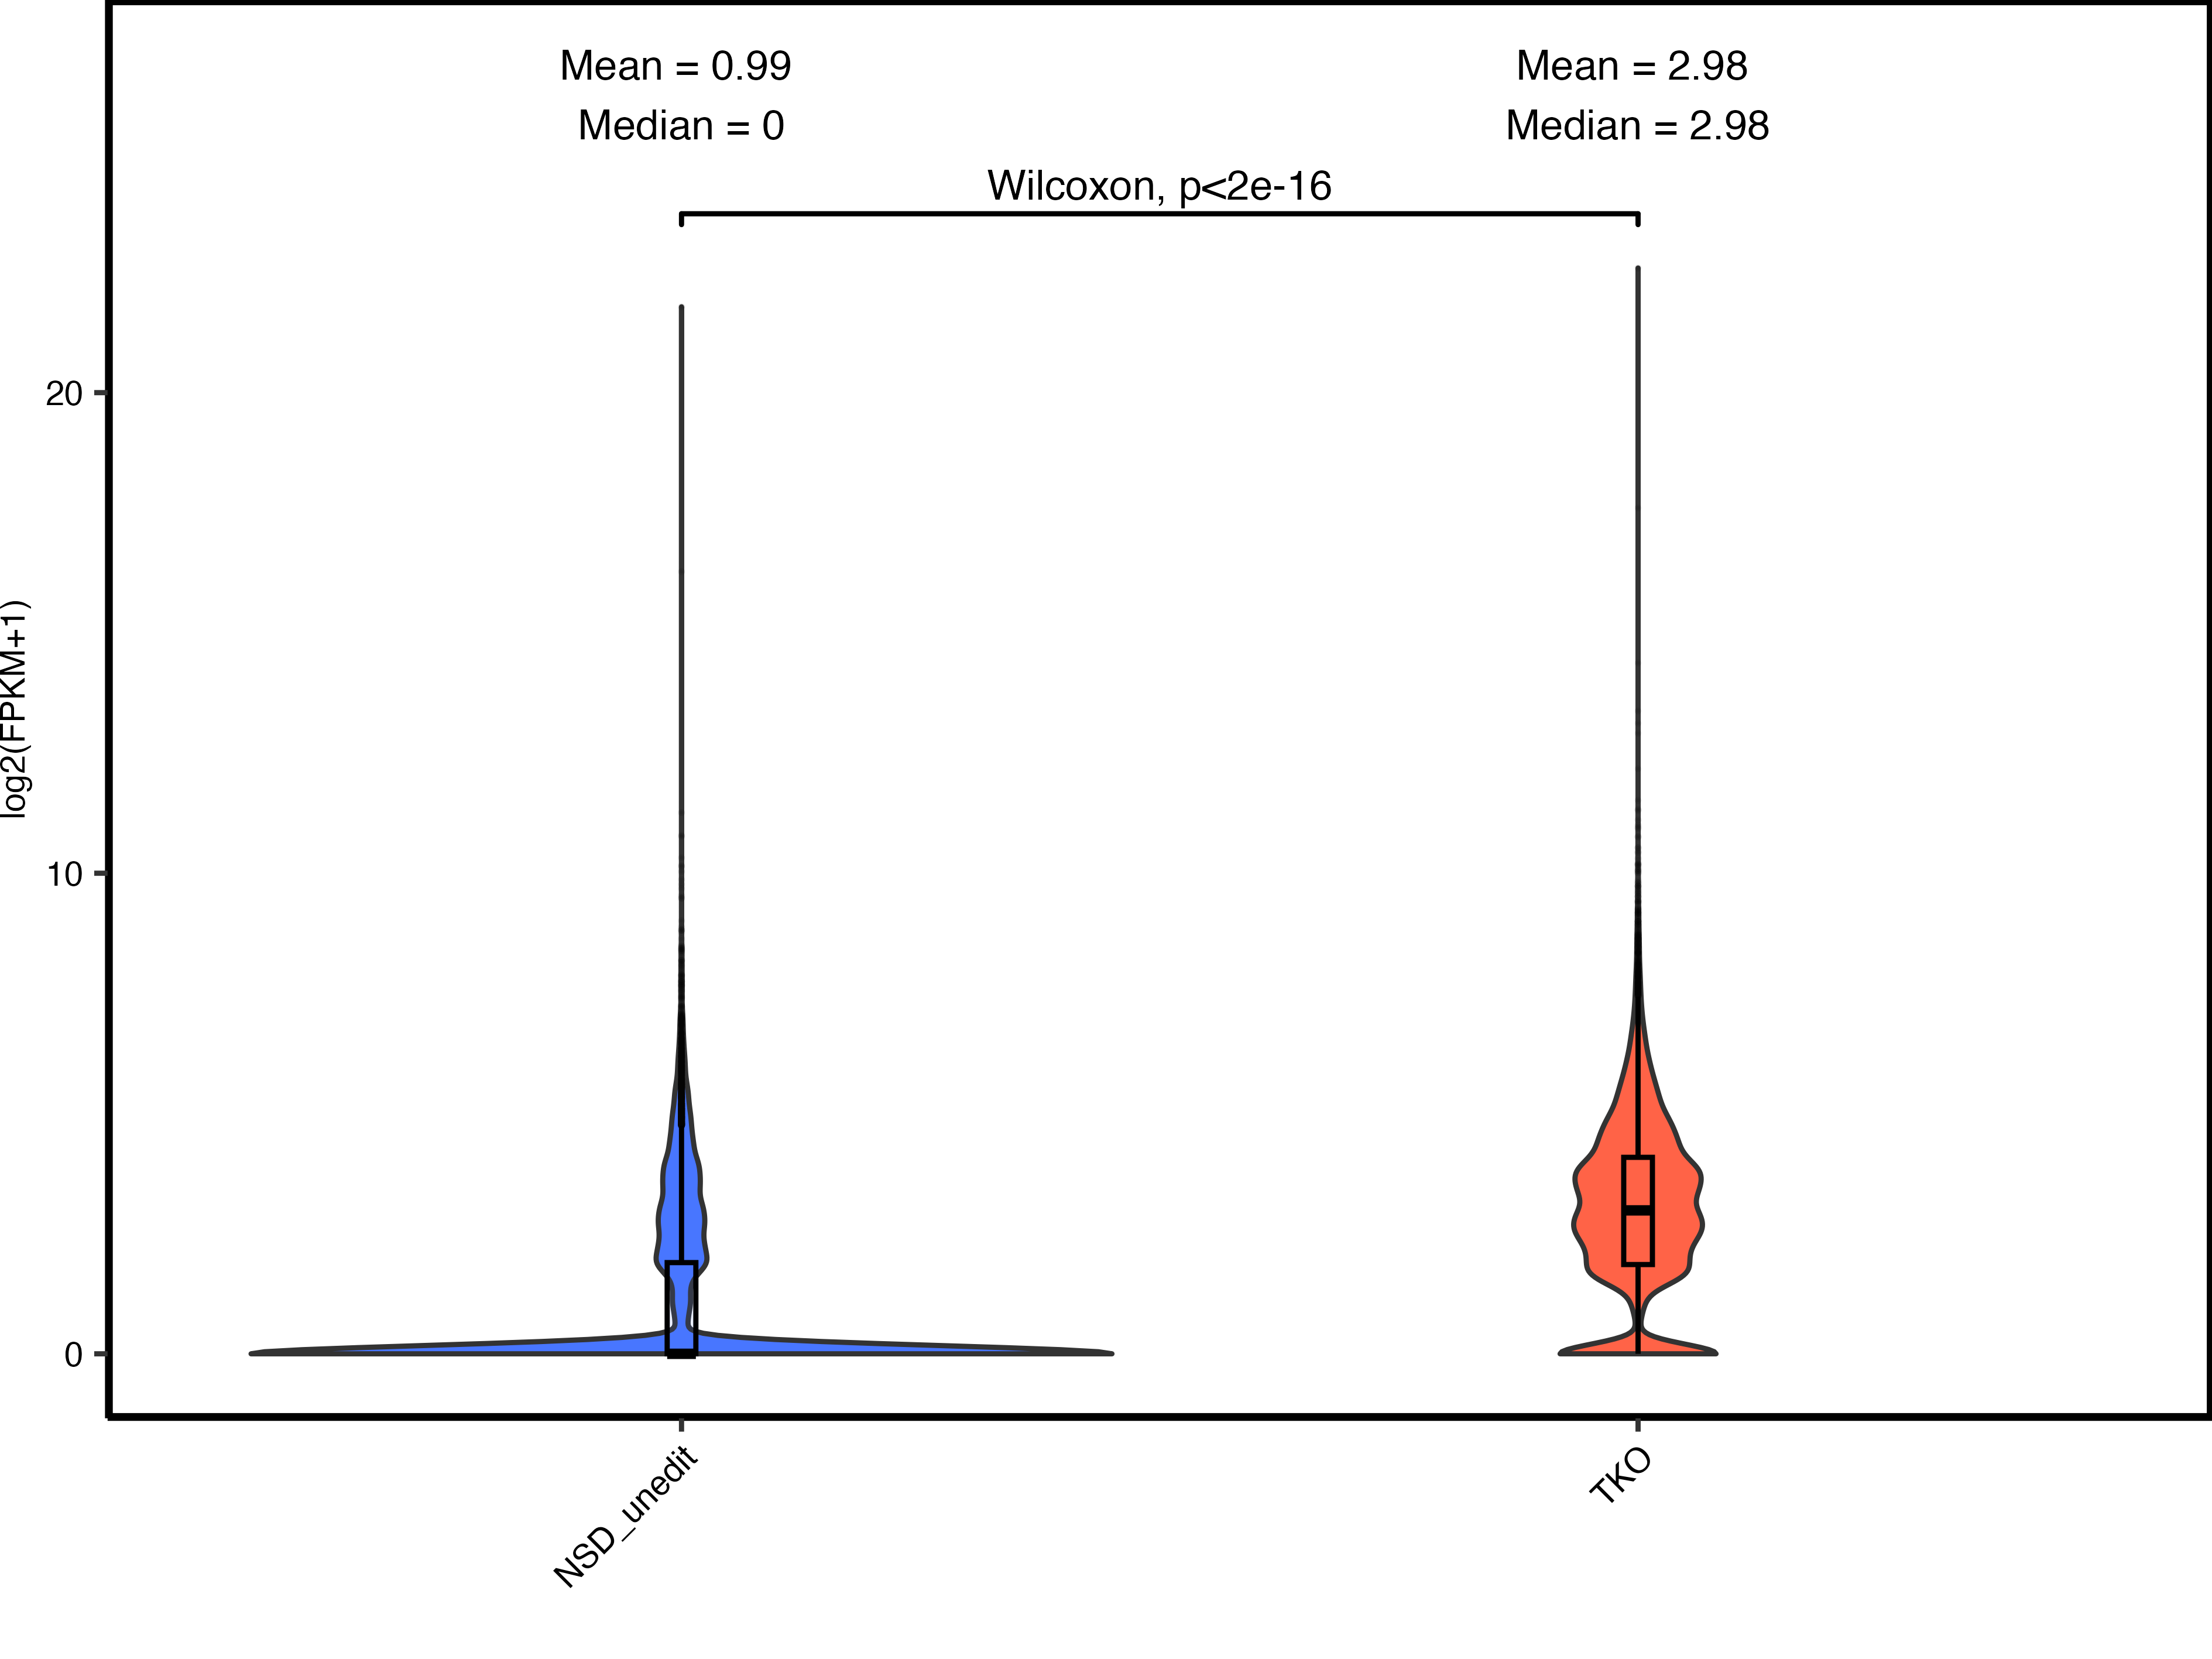 Mean = 0.99
Mean = 2.98
Median = 0
Median = 2.98
Wilcoxon, p<2e-16
20
10
0
log2(FPKM+1)
NSD_unedit
TKO